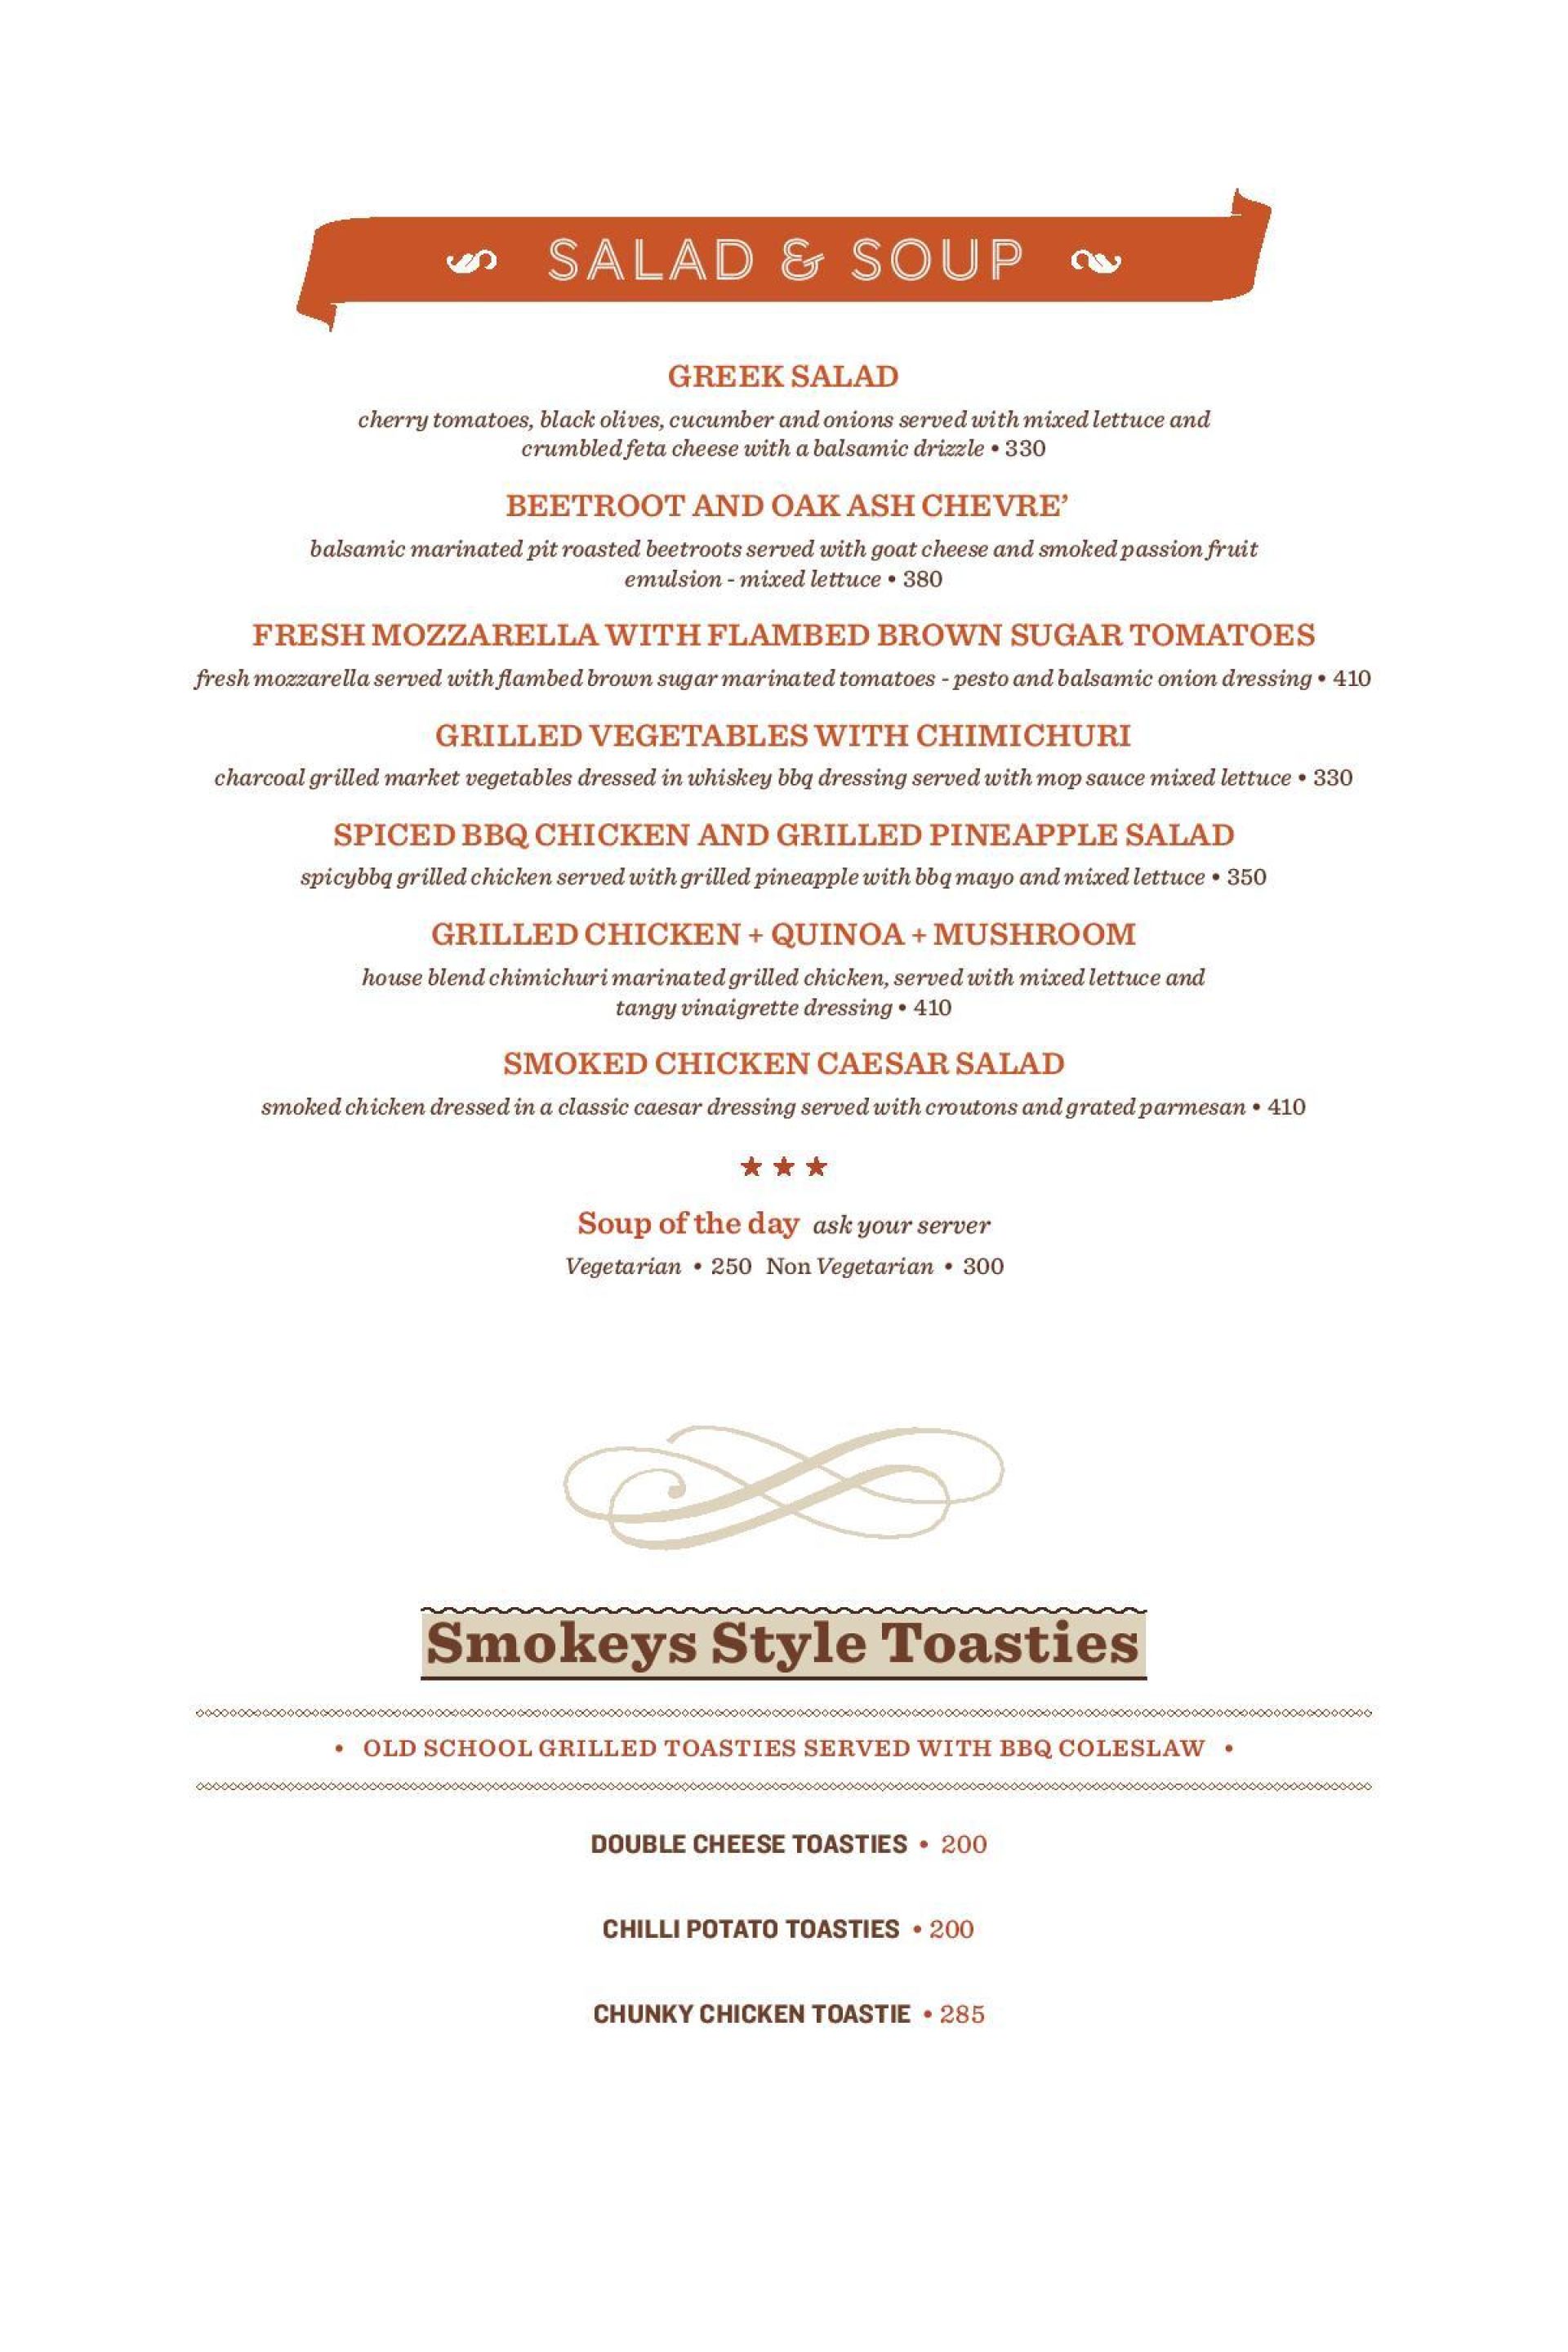 SALAD & SOUP
GREEK SALAD
cherry tomatoes, black olives, cucumber and onions served with mixed lettuce and
crumbled feta cheese with a balsamic drizzle • 330
BEETROOT AND OAK ASH CHEVRE’
balsamic marinated pit roasted beetroots served with goat cheese and smoked passion fruit
emulsion - mixed lettuce • 380
FRESH MOZZARELLA WITH FLAMBED BROWN SUGAR TOMATOES
fresh mozzarella served with flambed brown sugar marinated tomatoes - pesto and balsamic onion dressing • 410
GRILLED VEGETABLES WITH CHIMICHURI
charcoal grilled market vegetables dressed in whiskey bbq dressing served with mop sauce mixed lettuce • 330
SPICED BBQ CHICKEN AND GRILLED PINEAPPLE SALAD
spicybbq grilled chicken served with grilled pineapple with bbq mayo and mixed lettuce • 350
GRILLED CHICKEN + QUINOA + MUSHROOM
house blend chimichuri marinated grilled chicken, served with mixed lettuce and
tangy vinaigrette dressing • 410
SMOKED CHICKEN CAESAR SALAD
smoked chicken dressed in a classic caesar dressing served with croutons and grated parmesan • 410
Soup of the day ask your server
Vegetarian • 250 Non Vegetarian • 300
Smokeys Style Toasties
• OLD SCHOOL GRILLED TOASTIES SERVED WITH BBQ COLESLAW •
DOUBLE CHEESE TOASTIES • 200
CHILLI POTATO TOASTIES • 200
CHUNKY CHICKEN TOASTIE • 285